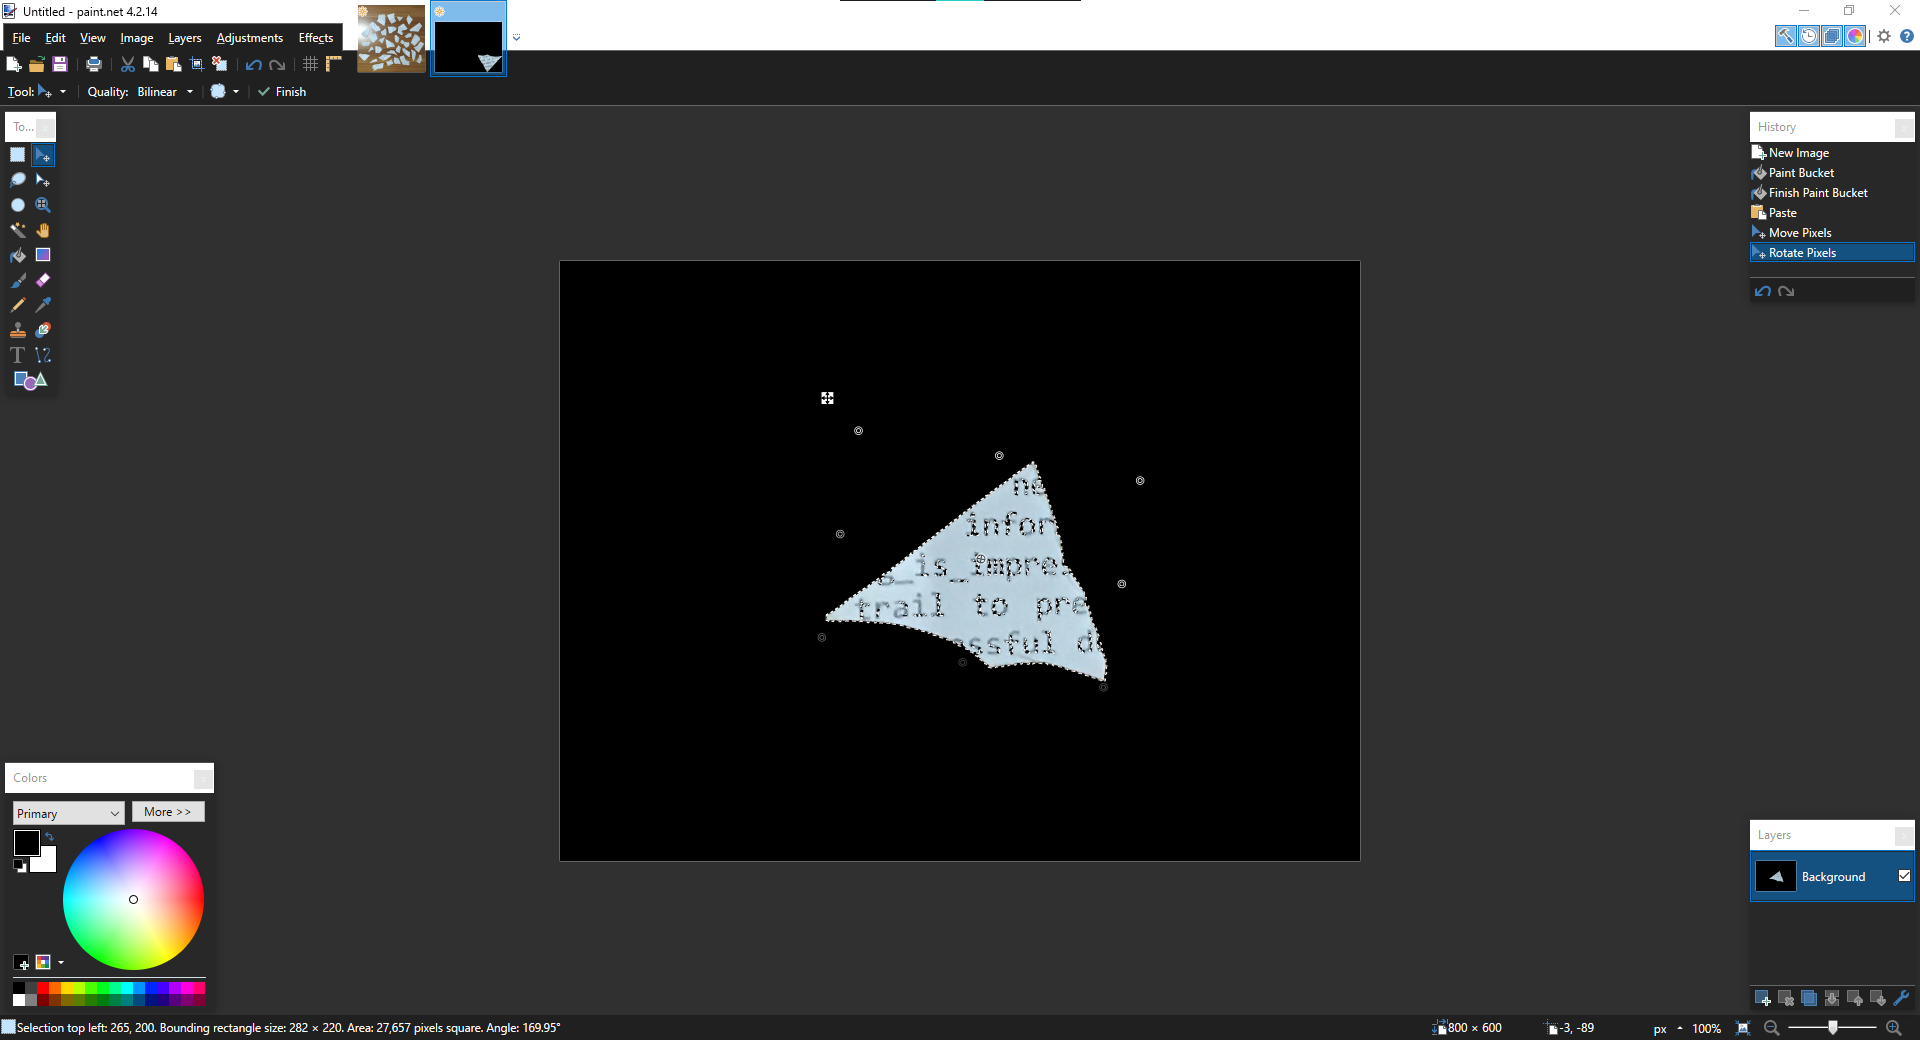 Untitled - paint.net 4.2.14
File Edit View Image Layers Adjustments Effects
Tool: Quality: Bilinear Finish
To...
History
New Image
Paint Bucket
Finish Paint Bucket
Paste
Move Pixels
Rotate Pixels
ne
infor
s_is_impre
trail to pre
essful d
Colors
Primary More >>
Layers
Background
Selection top left: 265, 200. Bounding rectangle size: 282 × 220. Area: 27,657 pixels square. Angle: 169.95° 800 × 600 -3, -89 px 100%